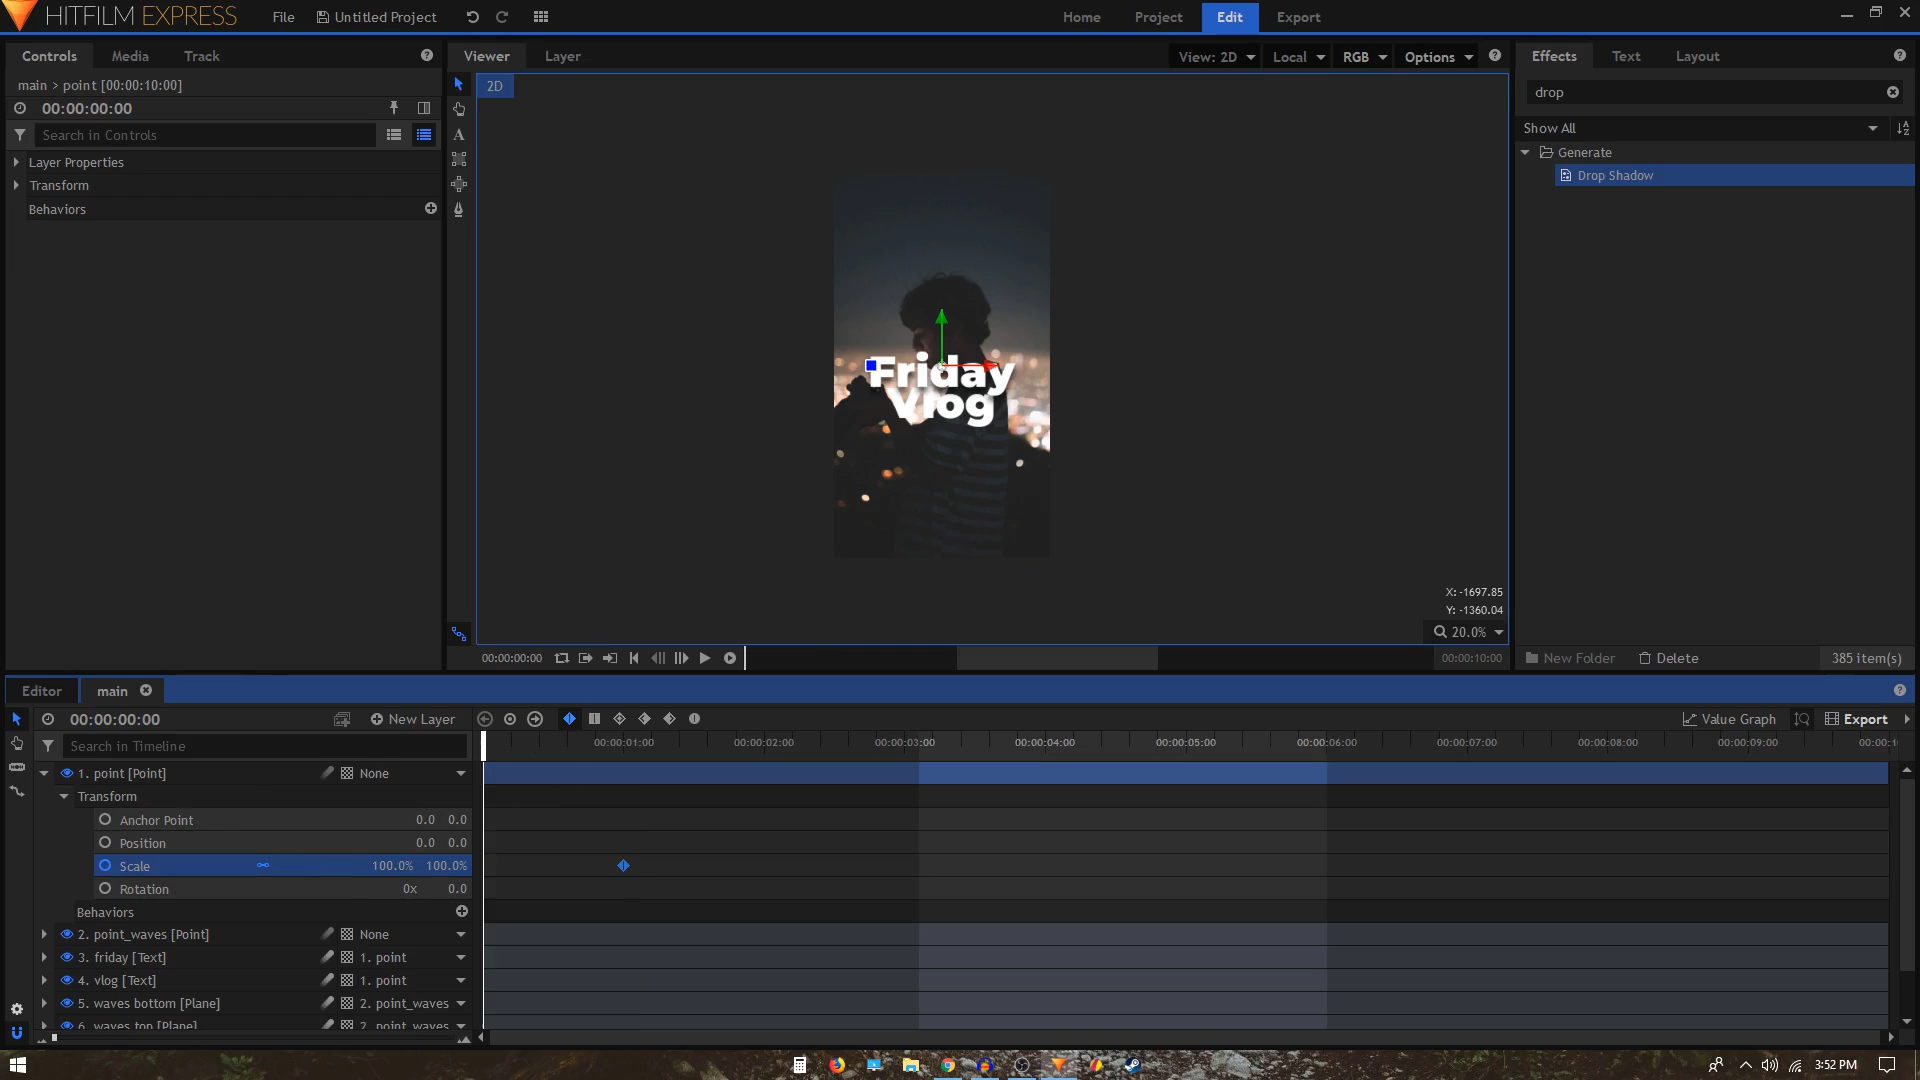 HITFILM EXPRESS
File
Untitled Project
Home
Project
Edit
Export
Controls
Media
Track
Viewer
Layer
View: 2D
Local
RGB
Options
Effects
Text
Layout
main > point [00:00:10:00]
2D
drop
00:00:00:00
Search in Controls
Show All
Layer Properties
Generate
Transform
Drop Shadow
Behaviors
Friday
Vlog
X: -1697.85
Y: -1360.04
20.0%
00:00:00:00
00:00:10:00
New Folder
Delete
385 item(s)
Editor
main
00:00:00:00
New Layer
Value Graph
Export
Search in Timeline
00:00:01:00
00:00:02:00
00:00:03:00
00:00:04:00
00:00:05:00
00:00:06:00
00:00:07:00
00:00:08:00
00:00:09:00
00:00:1
1. point [Point]
None
Transform
Anchor Point
0.0
0.0
Position
0.0
0.0
Scale
100.0%
100.0%
Rotation
0x
0.0
Behaviors
2. point_waves [Point]
None
3. friday [Text]
1. point
4. vlog [Text]
1. point
5. waves bottom [Plane]
2. point_waves
6. waves top [Plane]
2. point_waves
3:52 PM